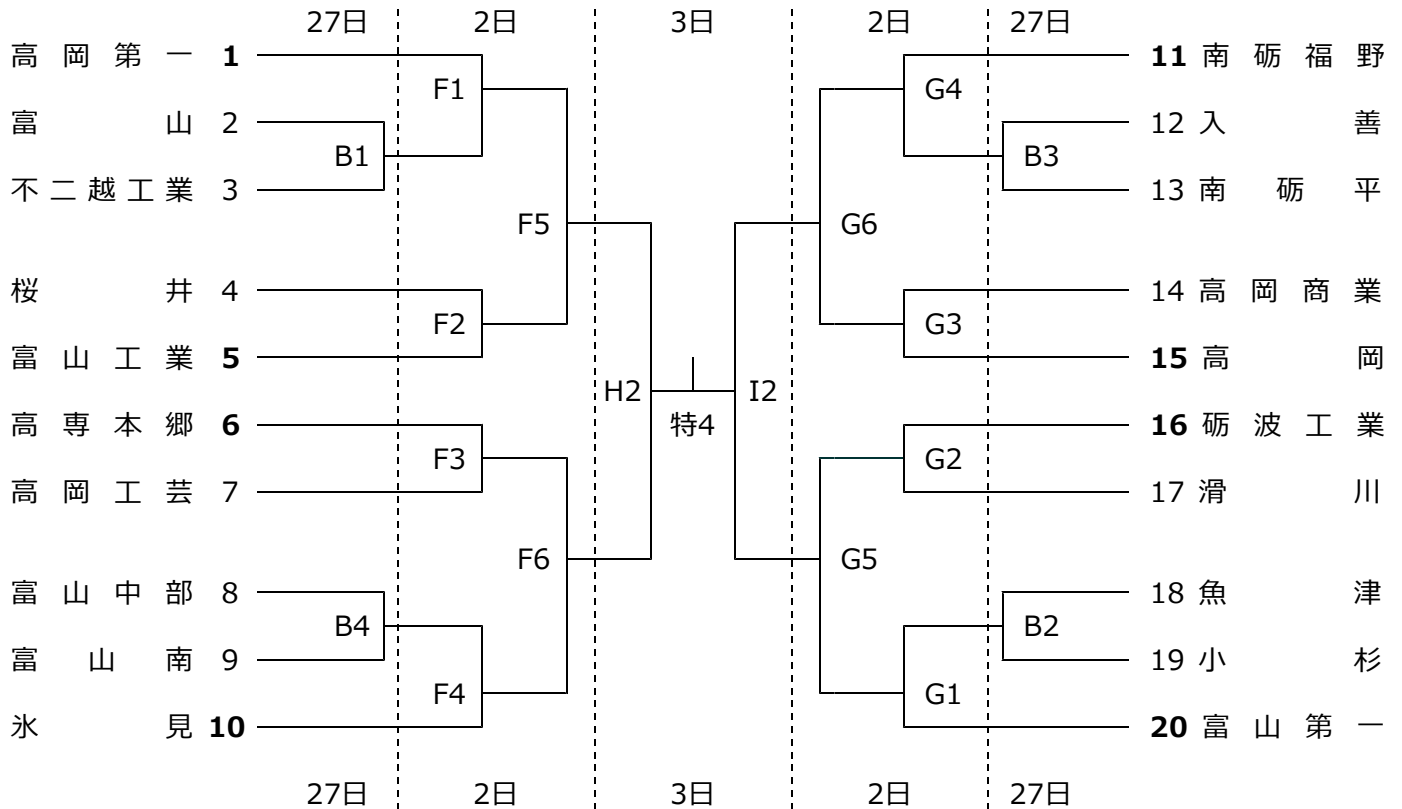 27日 2日 3日 2日 27日
高岡第一 1 11 南砺福野
F1 G4
富山 2 12 入善
B1 B3
不二越工業 3 13 南砺平
F5 G6
桜井 4 14 高岡商業
F2 G3
富山工業 5 15 高岡
H2 I2
高専本郷 6 特4 16 砺波工業
F3 G2
高岡工芸 7 17 滑川
F6 G5
富山中部 8 18 魚津
B4 B2
富山南 9 19 小杉
F4 G1
氷見 10 20 富山第一
27日 2日 3日 2日 27日